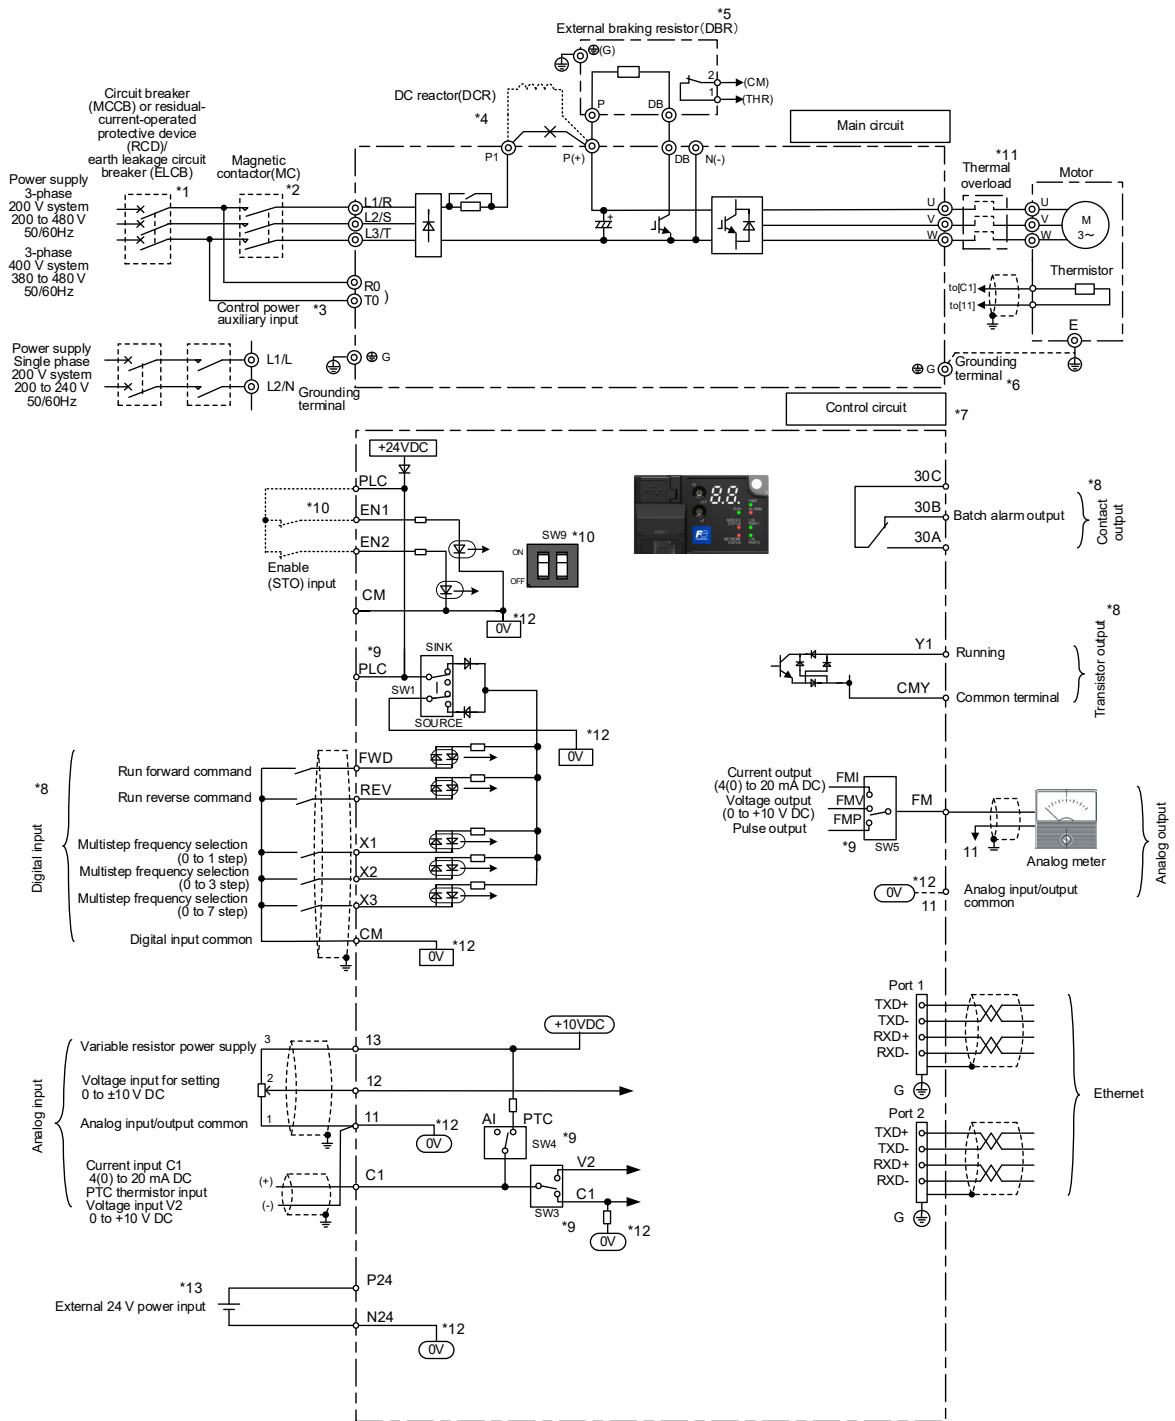 *5
External braking resistor(DBR)
(G)
2
(CM)
1
(THR)
P
DB
DC reactor(DCR)
*4
Circuit breaker
(MCCB) or residual-
current-operated
protective device
(RCD)/
earth leakage circuit
breaker (ELCB)
*1
Magnetic
contactor(MC)
*2
Main circuit
P1
P(+)
DB
N(-)
*11
Thermal
overload
Motor
Power supply
3-phase
200 V system
200 to 480 V
50/60Hz
3-phase
400 V system
380 to 480 V
50/60Hz
L1/R
L2/S
L3/T
U
V
W
U
V
W
M
3~
R0
T0 )
Control power
auxiliary input
*3
Thermistor
to[C1]
to[11]
E
Power supply
Single phase
200 V system
200 to 240 V
50/60Hz
L1/L
L2/N
G
Grounding
terminal
G
Grounding
terminal
*6
Control circuit
*7
+24VDC
PLC
*10
EN1
EN2
Enable
(STO) input
CM
0V
*12
SW9
*10
ON
OFF
30C
30B
30A
Batch alarm output
*8
Contact
output
*9
PLC
SINK
SW1
SOURCE
0V
*12
Y1
Running
CMY
Common terminal
*8
Transistor output
*8
Digital input
Run forward command
FWD
Run reverse command
REV
Multistep frequency selection
(0 to 1 step)
X1
Multistep frequency selection
(0 to 3 step)
X2
Multistep frequency selection
(0 to 7 step)
X3
Digital input common
CM
0V
*12
Current output
(4(0) to 20 mA DC)
Voltage output
(0 to +10 V DC)
Pulse output
FMI
FMV
FMP
*9
SW5
FM
11
Analog meter
0V
*12
11
Analog input/output
common
Analog output
Port 1
TXD+
TXD-
RXD+
RXD-
G
Port 2
TXD+
TXD-
RXD+
RXD-
G
Ethernet
Analog input
Variable resistor power supply
3
13
+10VDC
Voltage input for setting
0 to ±10 V DC
2
12
Analog input/output common
1
11
0V
*12
AI
PTC
SW4
*9
Current input C1
4(0) to 20 mA DC
PTC thermistor input
Voltage input V2
0 to +10 V DC
(+)
(-)
C1
V2
C1
SW3
*9
0V
*12
*13
External 24 V power input
P24
N24
0V
*12